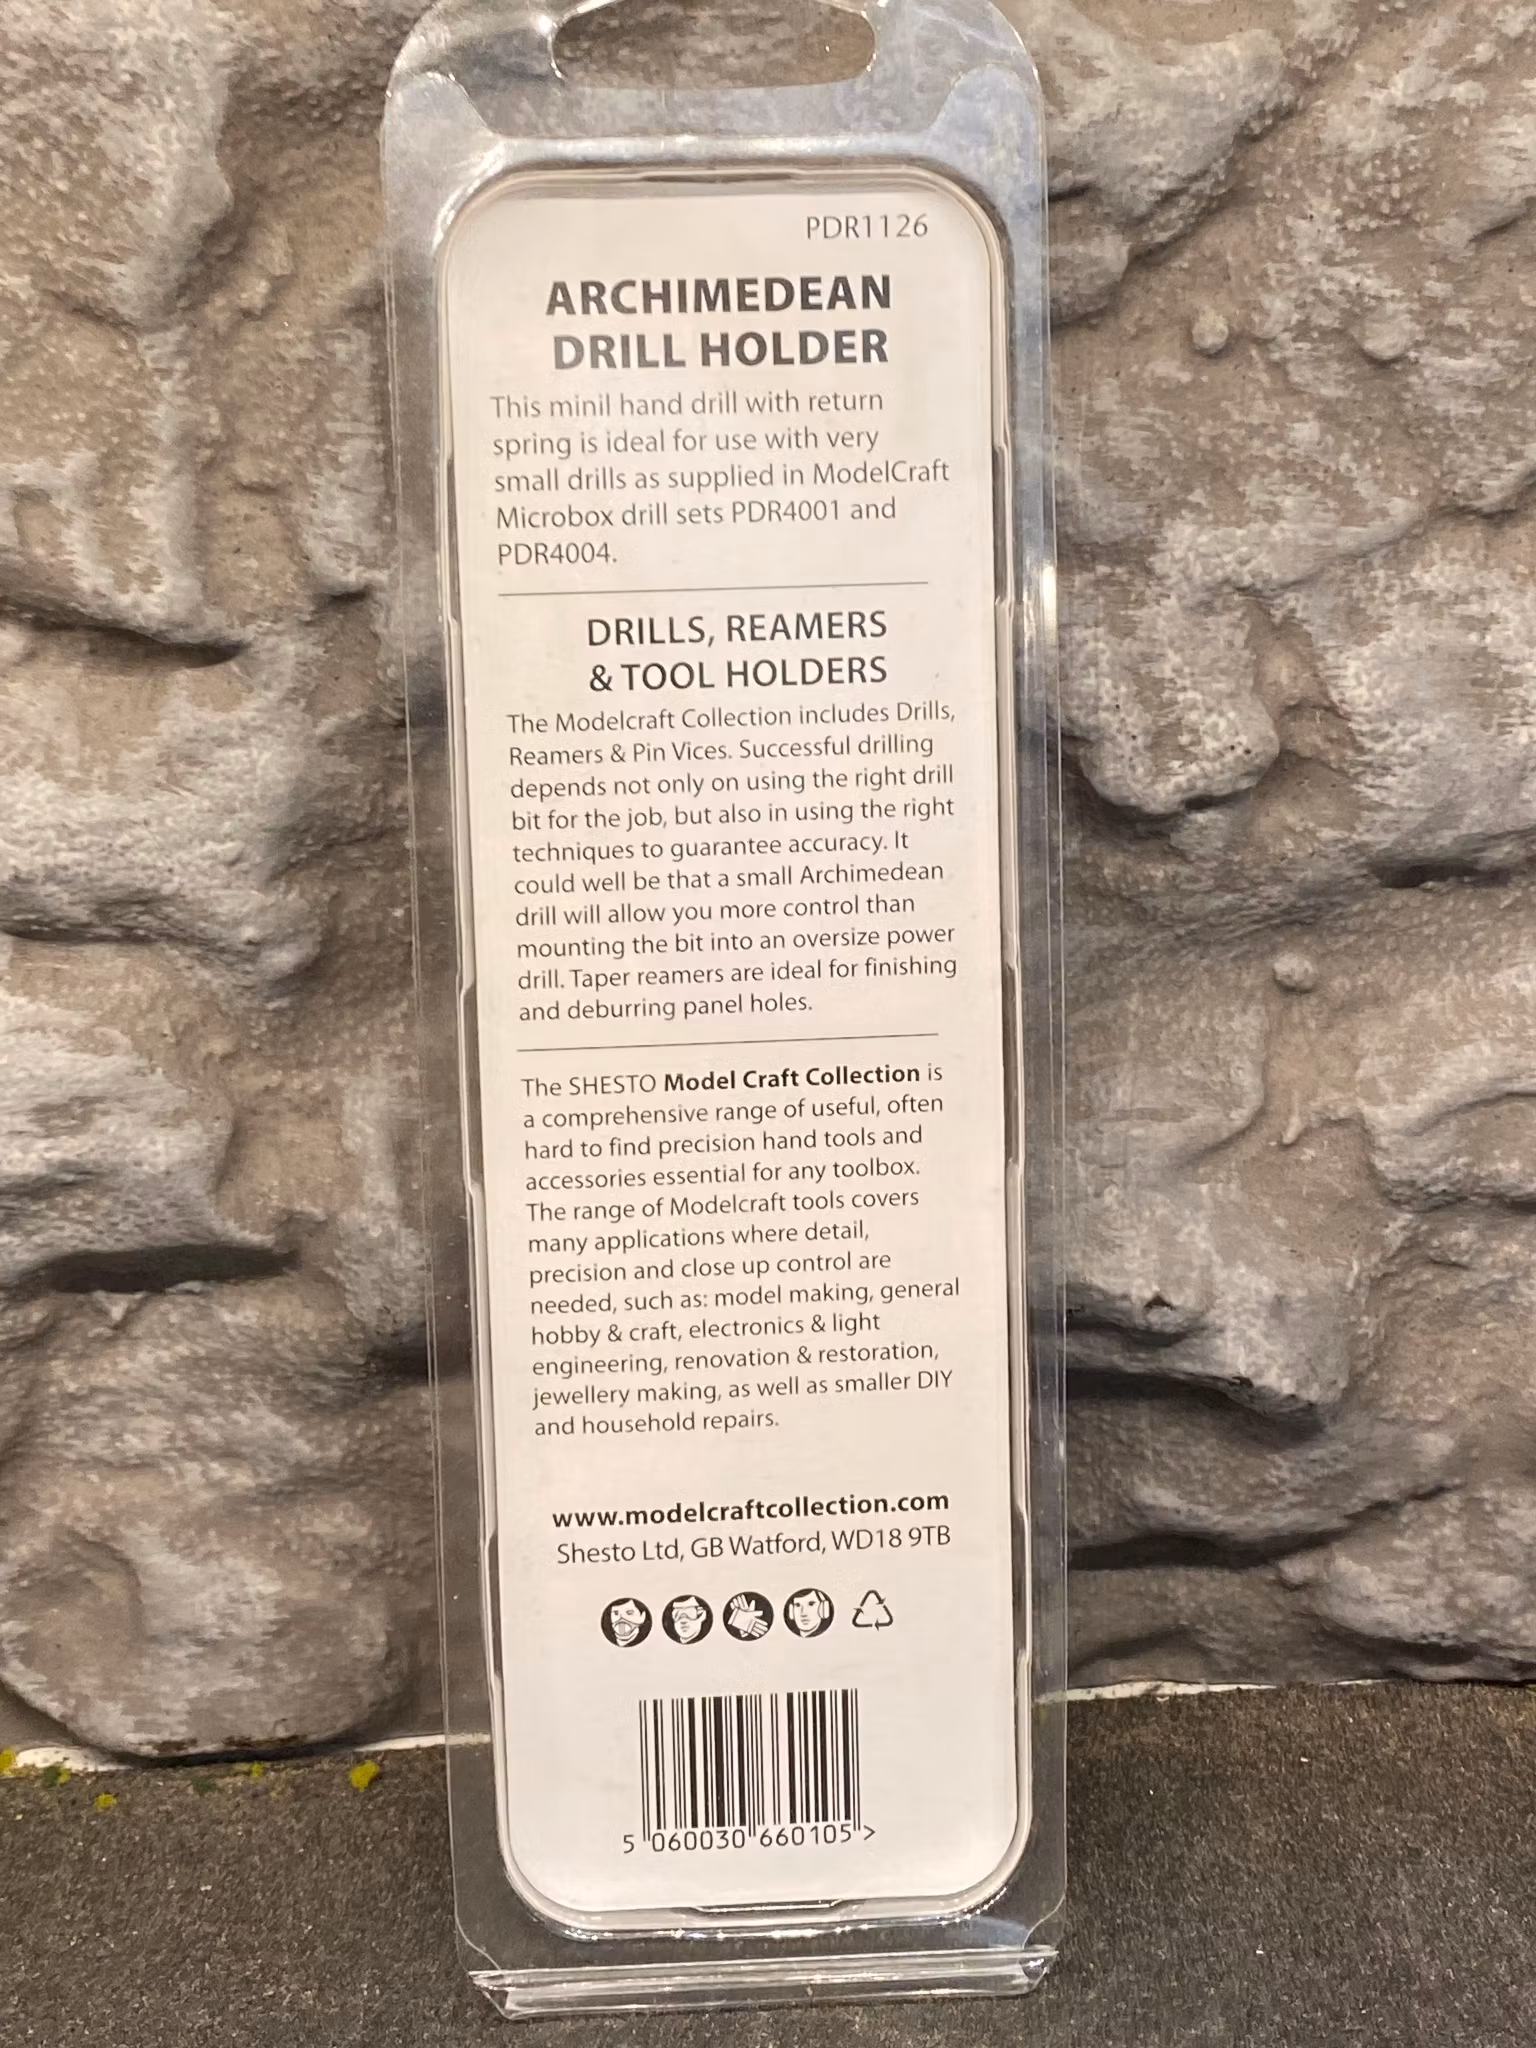 PDR1126
ARCHIMEDEAN
DRILL HOLDER
This minil hand drill with return
spring is ideal for use with very
small drills as supplied in ModelCraft
Microbox drill sets PDR4001 and
PDR4004.
DRILLS, REAMERS
& TOOL HOLDERS
The Modelcraft Collection includes Drills,
Reamers & Pin Vices. Successful drilling
depends not only on using the right drill
bit for the job, but also in using the right
techniques to guarantee accuracy. It
could well be that a small Archimedean
drill will allow you more control than
mounting the bit into an oversize power
drill. Taper reamers are ideal for finishing
and deburring panel holes.
The SHESTO Model Craft Collection is
a comprehensive range of useful, often
hard to find precision hand tools and
accessories essential for any toolbox.
The range of Modelcraft tools covers
many applications where detail,
precision and close up control are
needed, such as: model making, general
hobby & craft, electronics & light
engineering, renovation & restoration,
jewellery making, as well as smaller DIY
and household repairs.
www.modelcraftcollection.com
Shesto Ltd, GB Watford, WD18 9TB
5 060030 660105 >